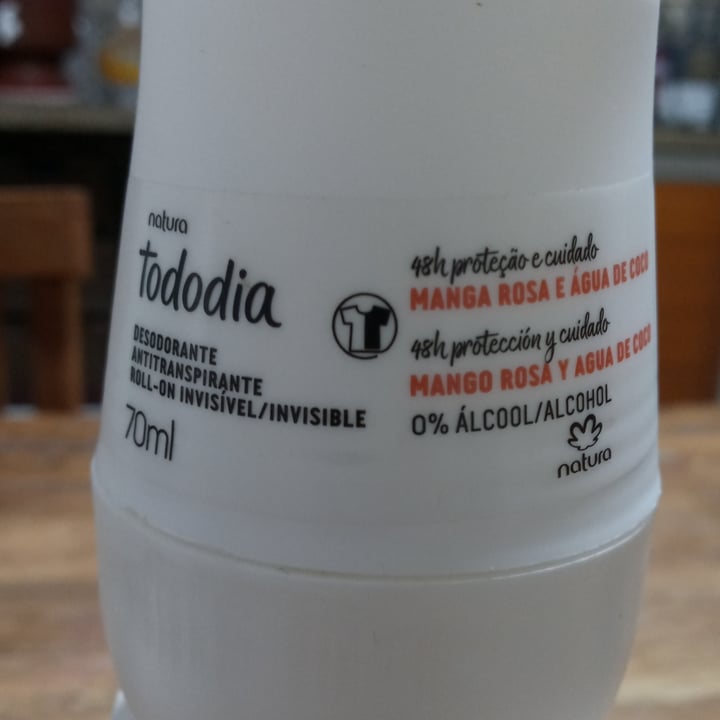 natura
tododia
DESODORANTE
ANTITRANSPIRANTE
ROLL-ON INVISÍVEL/INVISIBLE
70ml
48h proteção e cuidado
MANGA ROSA E ÁGUA DE COCO
48h protección y cuidado
MANGO ROSA Y AGUA DE COCO
0% ÁLCOOL/ALCOHOL
natura